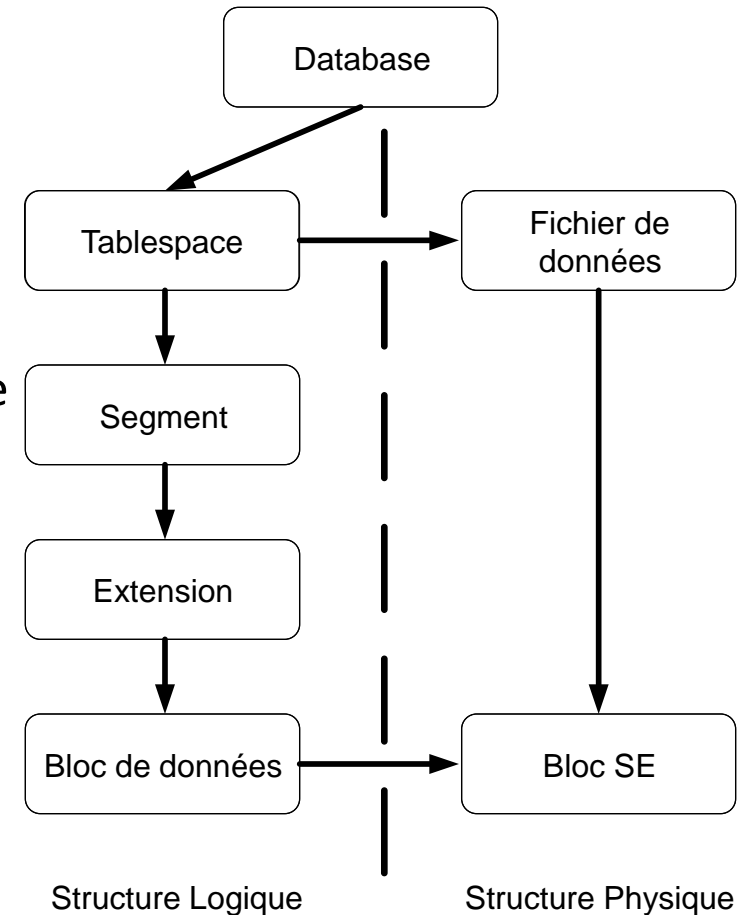 Database
Tablespace
Fichier de
données
e
Segment
Extension
Bloc de données
Bloc SE
Structure Logique
Structure Physique